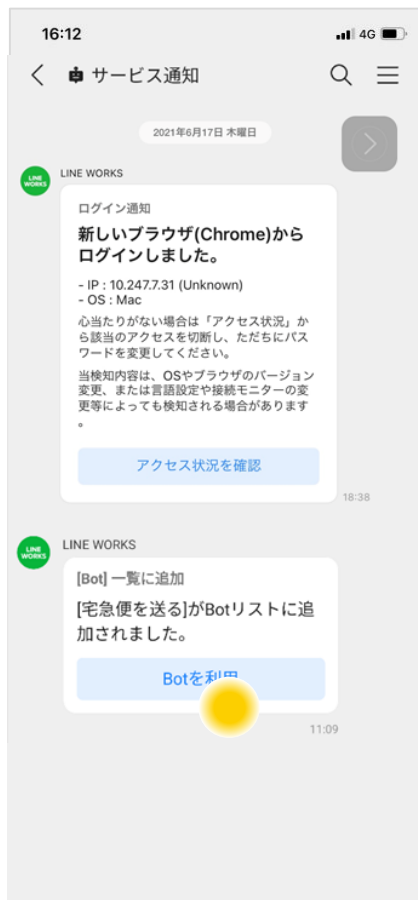 16:12
4G
サービス通知
2021年6月17日 木曜日
LINE WORKS
LINE
WORKS
ログイン通知
新しいブラウザ(Chrome)から
ログインしました。
- IP : 10.247.7.31 (Unknown)
- OS : Mac
心当たりがない場合は「アクセス状況」か
ら該当のアクセスを切断し、ただちにパス
ワードを変更してください。
当検知内容は、OSやブラウザのバージョン
変更、または言語設定や接続モニターの変
更等によっても検知される場合があります
。
アクセス状況を確認
18:38
LINE WORKS
LINE
WORKS
[Bot] 一覧に追加
[宅急便を送る]がBotリストに追
加されました。
Botを利用
11:09